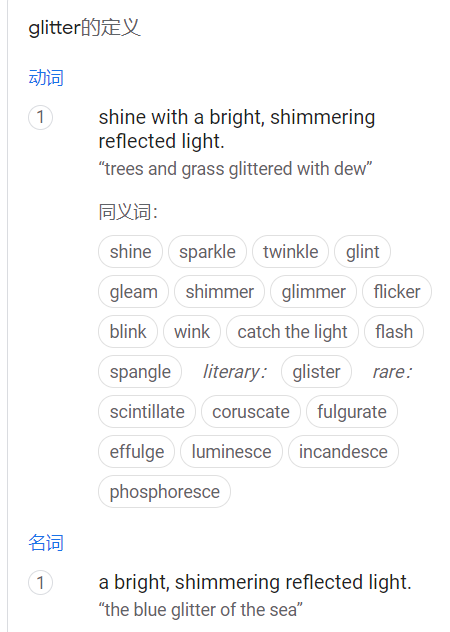 glitter的定义
动词
1 shine with a bright, shimmering
reflected light.
“trees and grass glittered with dew”
同义词：
shine sparkle twinkle glint
gleam shimmer glimmer flicker
blink wink catch the light flash
spangle literary： glister rare：
scintillate coruscate fulgurate
effulge luminesce incandesce
phosphoresce
名词
1 a bright, shimmering reflected light.
“the blue glitter of the sea”